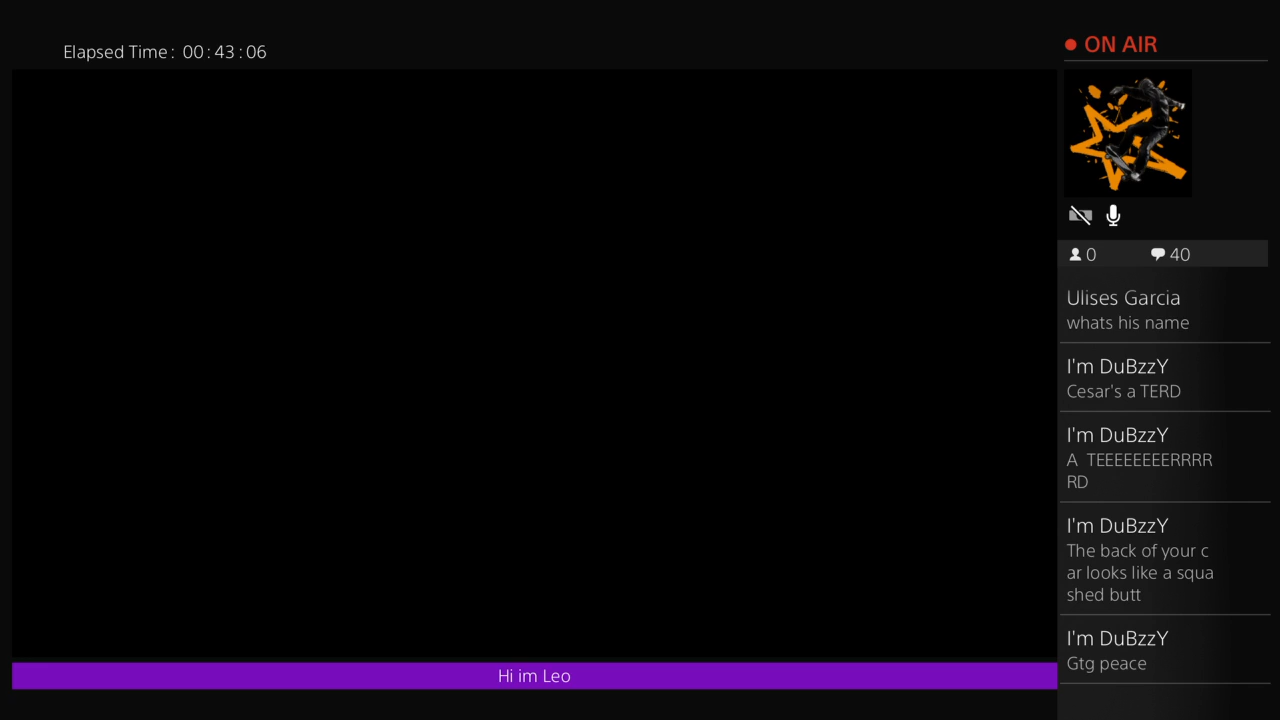 Elapsed Time: 00:43:06
ON AIR
0 40
Ulises Garcia
whats his name
I'm DuBzzY
Cesar's a TERD
I'm DuBzzY
A TEEEEEEEERRRR
RD
I'm DuBzzY
The back of your c
ar looks like a squa
shed butt
I'm DuBzzY
Gtg peace
Hi im Leo